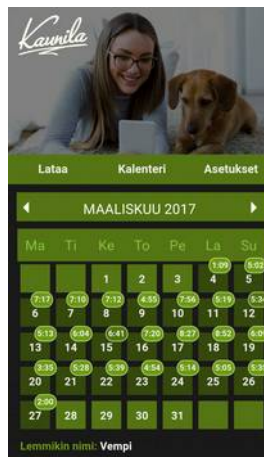 Kaunila
Lataa Kalenteri Asetukset
MAALISKUU 2017
Ma Ti Ke To Pe La Su
1:09 5:02
1 2 3 4 5
7:17 7:10 7:12 4:55 7:56 5:19 5:34
6 7 8 9 10 11 12
5:13 6:04 6:41 7:20 8:27 8:52 6:09
13 14 15 16 17 18 19
3:35 5:28 5:39 4:54 5:14 5:05 5:35
20 21 22 23 24 25 26
2:00
27 28 29 30 31
Lemmikin nimi: Vempi